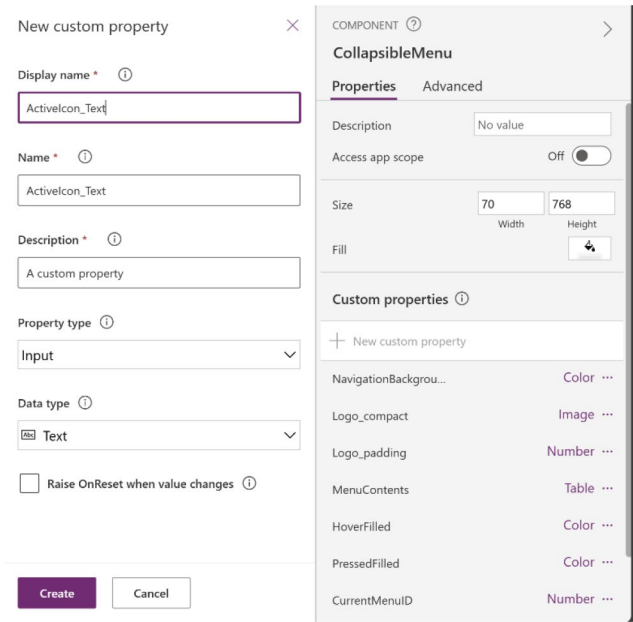 New custom property
Display name *
ActiveIcon_Text
Name *
ActiveIcon_Text
Description *
A custom property
Property type
Input
Data type
Abc Text
Raise OnReset when value changes
Create Cancel
COMPONENT
CollapsibleMenu
Properties Advanced
Description No value
Access app scope Off
Size 70 768
Width Height
Fill
Custom properties
New custom property
NavigationBackgrou... Color
Logo_compact Image
Logo_padding Number
MenuContents Table
HoverFilled Color
PressedFilled Color
CurrentMenuID Number